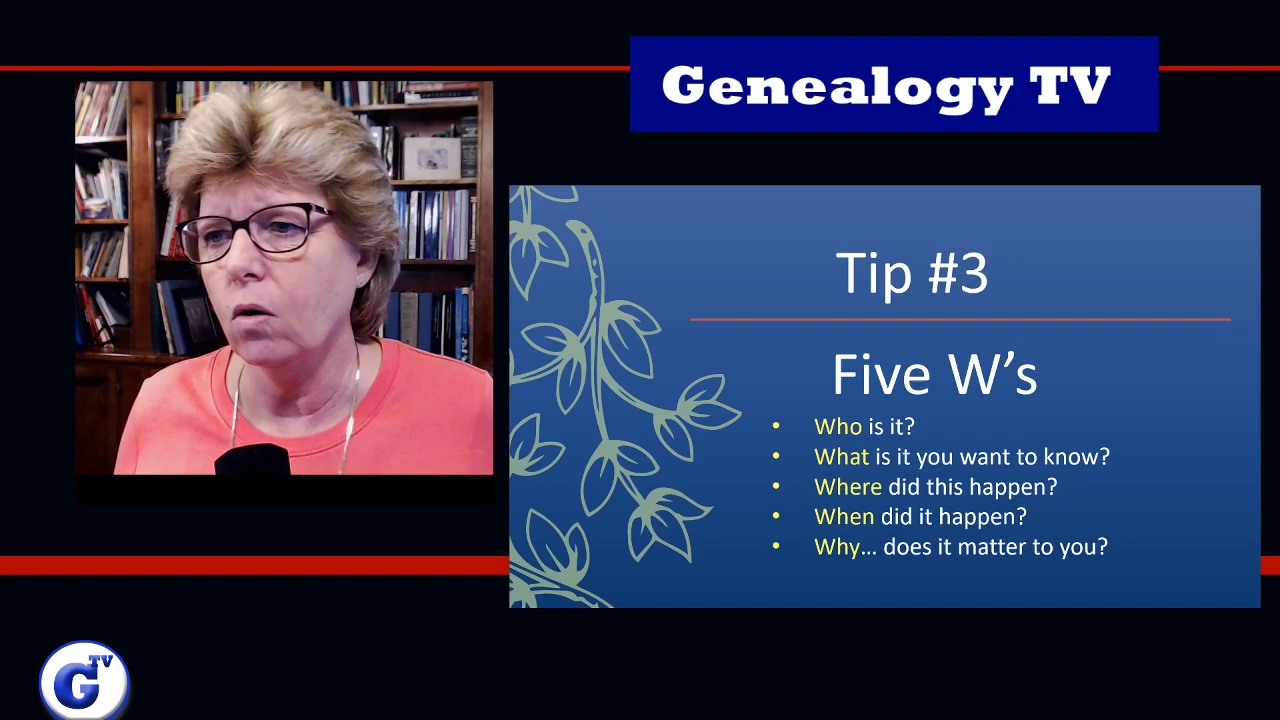 Genealogy TV
Tip #3
Five W's
• Who is it?
• What is it you want to know?
• Where did this happen?
• When did it happen?
• Why... does it matter to you?
G TV